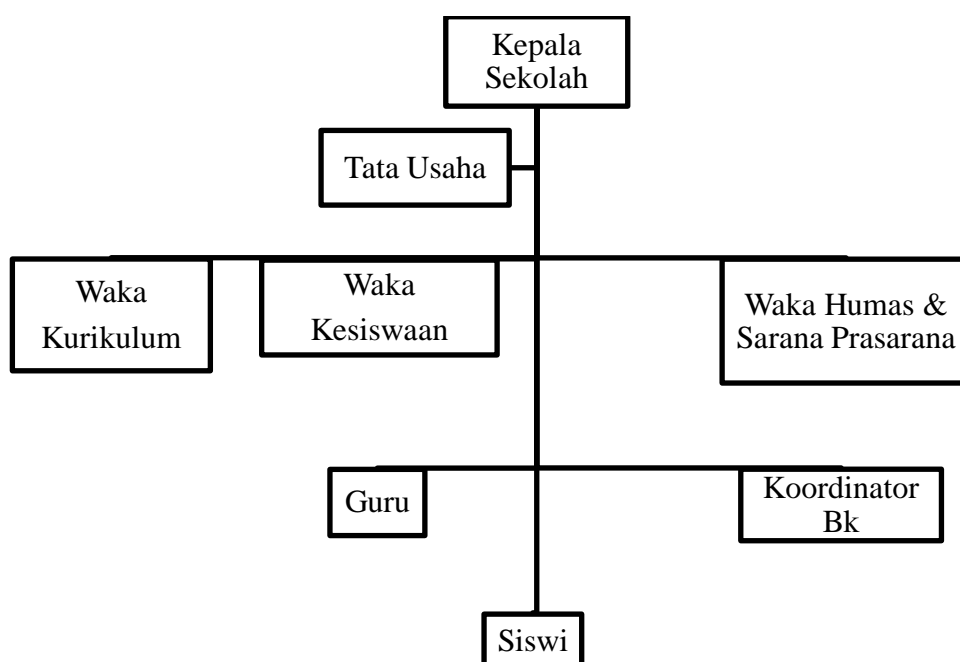 Kepala
Sekolah
Tata Usaha
Waka
Kurikulum
Waka
Kesiswaan
Waka Humas &
Sarana Prasarana
Guru
Koordinator
Bk
Siswi